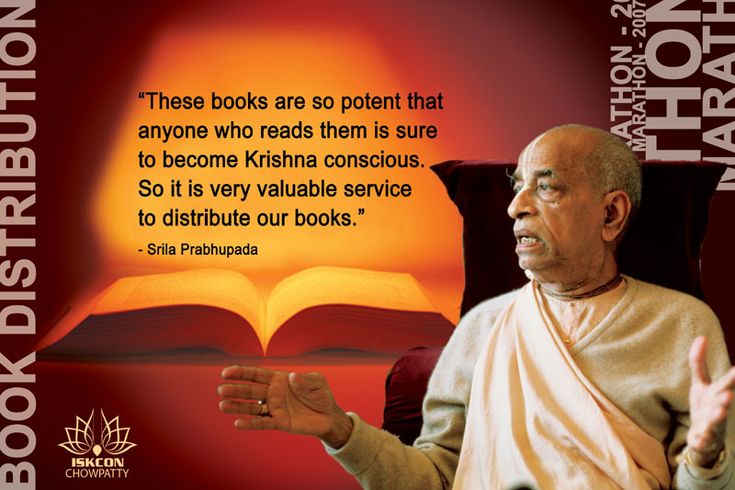 BOOK DISTRIBUTION
“These books are so potent that
anyone who reads them is sure
to become Krishna conscious.
So it is very valuable service
to distribute our books.”
- Srila Prabhupada
ISKCON
CHOWPATTY
MARATHON - 2007